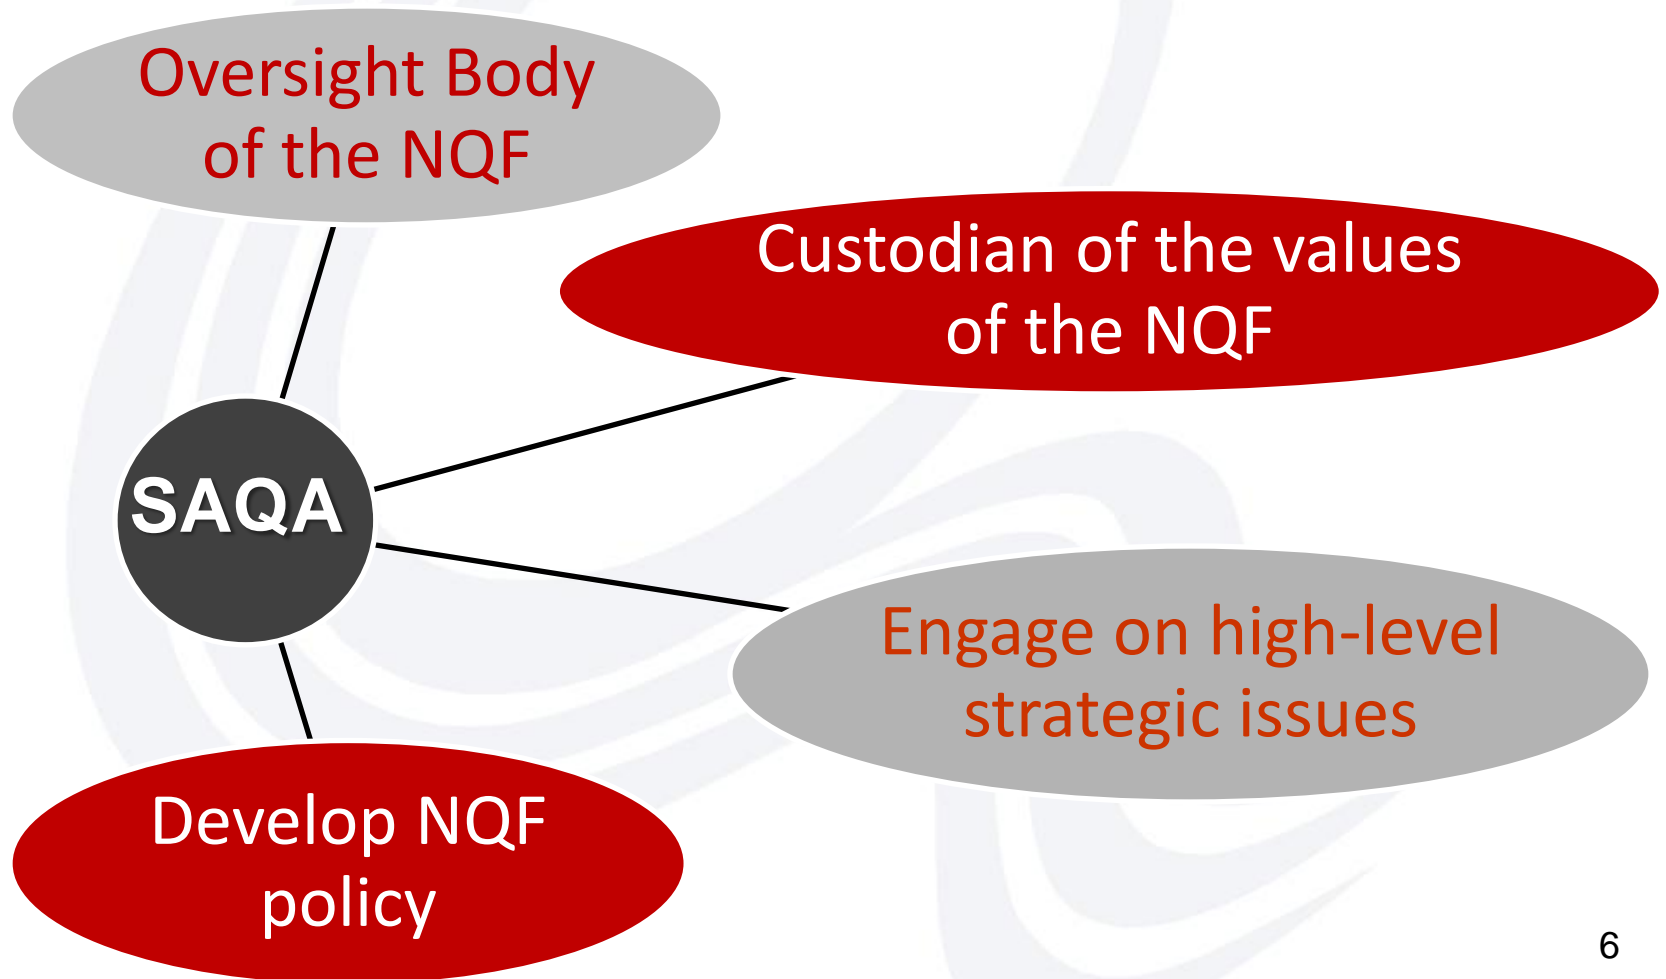 Oversight Body
of the NQF
Custodian of the values
of the NQF
SAQA
Engage on high-level
strategic issues
Develop NQF
policy
6